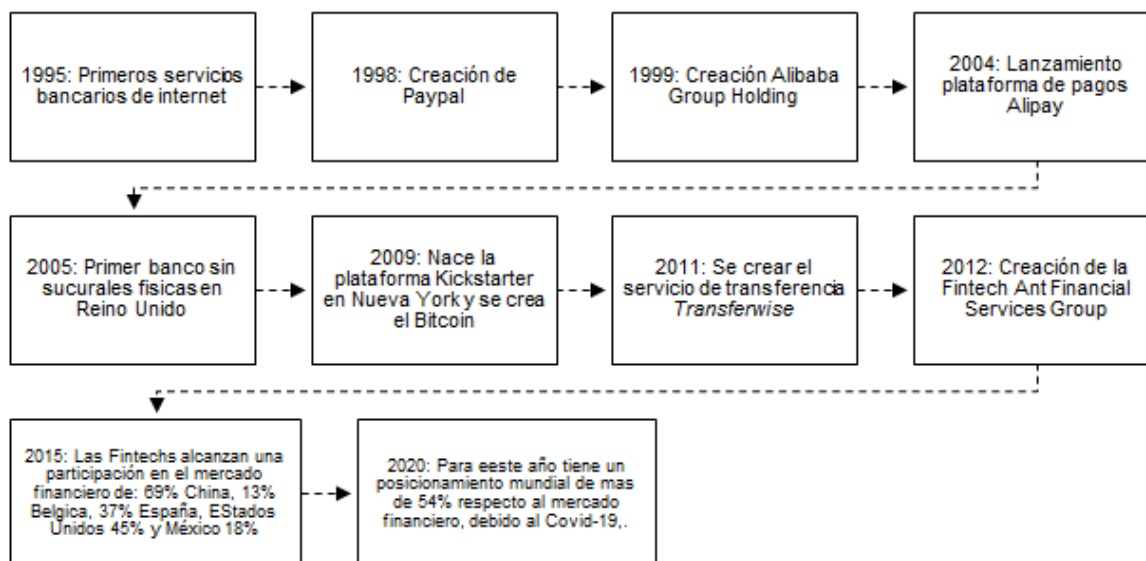 1995: Primeros servicios
bancarios de internet
1998: Creación de
Paypal
1999: Creación Alibaba
Group Holding
2004: Lanzamiento
plataforma de pagos
Alipay
2005: Primer banco sin
sucurales fisicas en
Reino Unido
2009: Nace la
plataforma Kickstarter
en Nueva York y se crea
el Bitcoin
2011: Se crear el
servicio de transferencia
Transferwise
2012: Creación de la
Fintech Ant Financial
Services Group
2015: Las Fintechs alcanzan una
participación en el mercado
financiero de: 69% China, 13%
Belgica, 37% España, EStados
Unidos 45% y México 18%
2020: Para eeste año tiene un
posicionamiento mundial de mas
de 54% respecto al mercado
financiero, debido al Covid-19,.